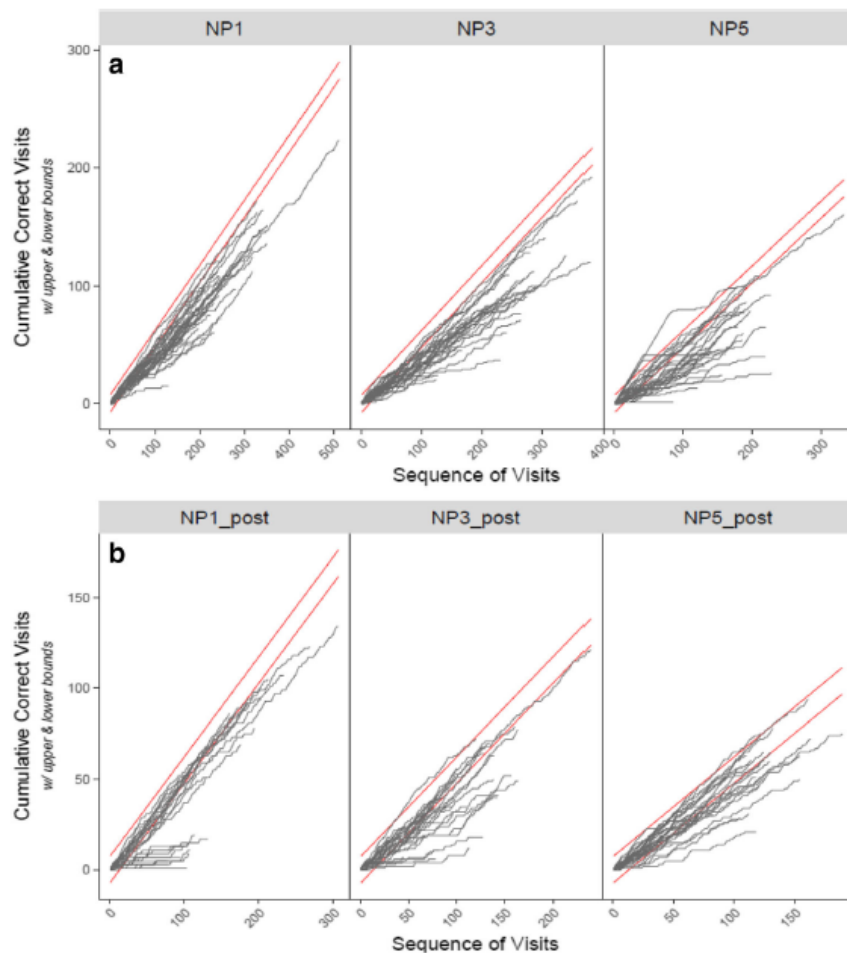 NP1 NP3 NP5
a
300
200
100
0
Cumulative Correct Visits
w/ upper & lower bounds
0 100 200 300 400 500 0 100 200 300 400 0 100 200 300
Sequence of Visits
NP1_post NP3_post NP5_post
b
150
100
50
0
Cumulative Correct Visits
w/ upper & lower bounds
0 100 200 300 0 50 100 150 200 0 50 100 150
Sequence of Visits